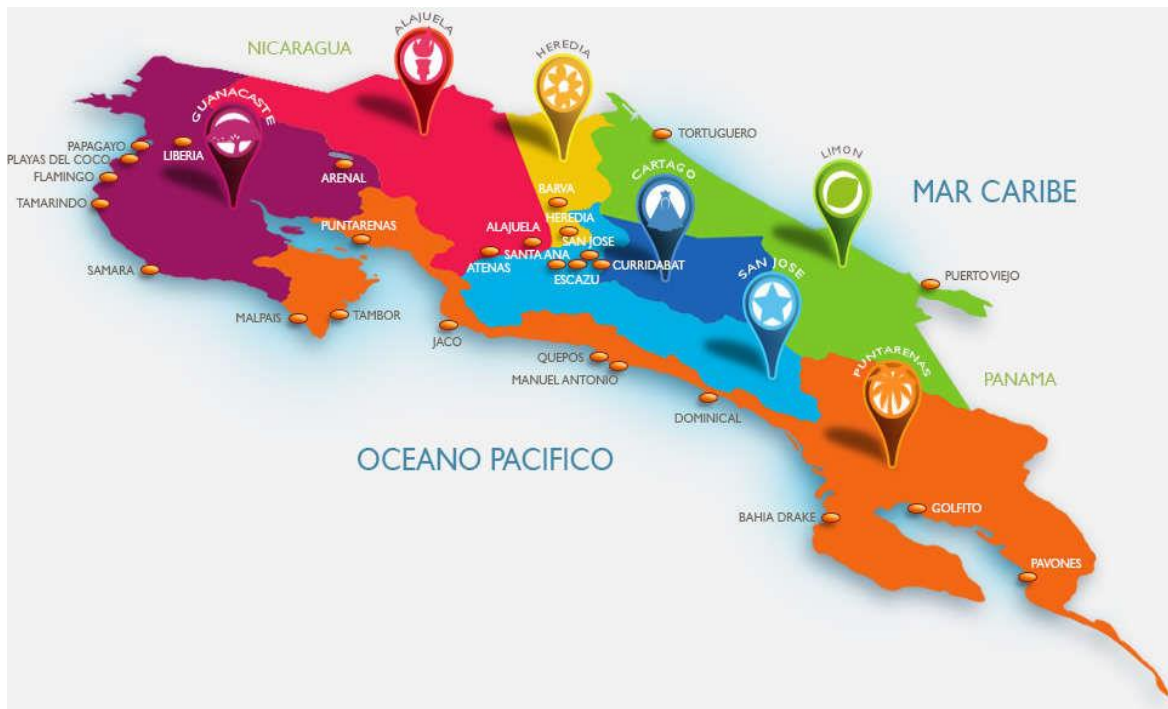 ALAJUELA
NICARAGUA
HEREDIA
GUANACASTE
TORTUGUERO
PAPAGAYO
LIBERIA
PLAYAS DEL COCO
LIMON
FLAMINGO
ARENAL
CARTAGO
MAR CARIBE
BARVA
TAMARINDO
PUNTARENAS
HEREDIA
ALAJUELA
SAN JOSE
SANTA ANA
ATENAS
CURRIDABAT
SAMARA
ESCAZU
SAN JOSE
PUERTO VIEJO
MALPAIS
TAMBOR
JACO
QUEPOS
MANUEL ANTONIO
PUNTARENAS
PANAMA
DOMINICAL
OCEANO PACIFICO
GOLFITO
BAHIA DRAKE
PAVONES